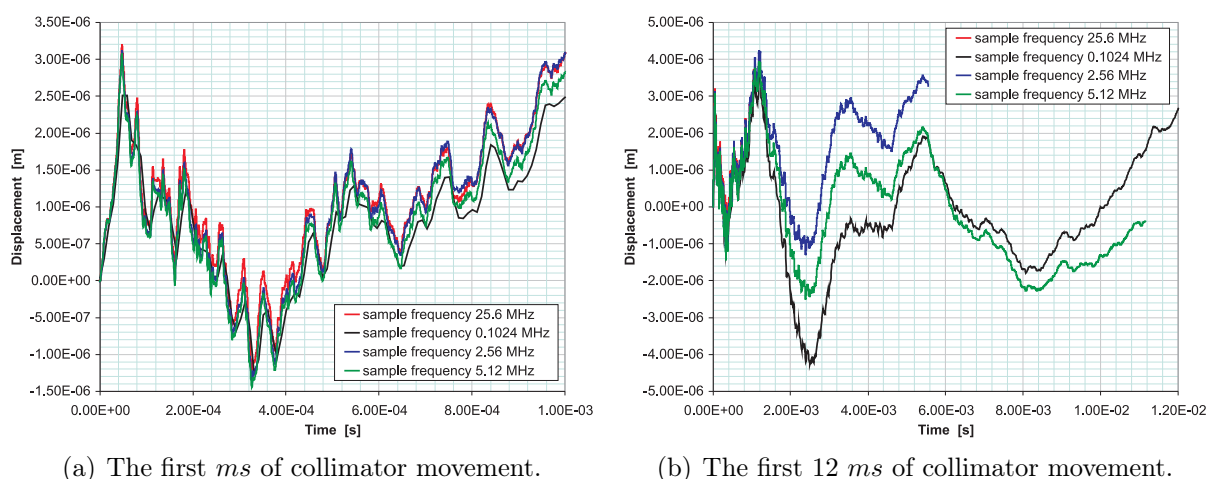 3.50E-06
3.00E-06
2.50E-06
2.00E-06
1.50E-06
1.00E-06
5.00E-07
0.00E+00
-5.00E-07
-1.00E-06
-1.50E-06
Displacement [m]
0.00E+00 2.00E-04 4.00E-04 6.00E-04 8.00E-04 1.00E-03
Time [s]
sample frequency 25.6 MHz
sample frequency 0.1024 MHz
sample frequency 2.56 MHz
sample frequency 5.12 MHz
(a) The first ms of collimator movement.
5.00E-06
4.00E-06
3.00E-06
2.00E-06
1.00E-06
0.00E+00
-1.00E-06
-2.00E-06
-3.00E-06
-4.00E-06
-5.00E-06
Displacement [m]
0.00E+00 2.00E-03 4.00E-03 6.00E-03 8.00E-03 1.00E-02 1.20E-02
Time [s]
sample frequency 25.6 MHz
sample frequency 0.1024 MHz
sample frequency 2.56 MHz
sample frequency 5.12 MHz
(b) The first 12 ms of collimator movement.